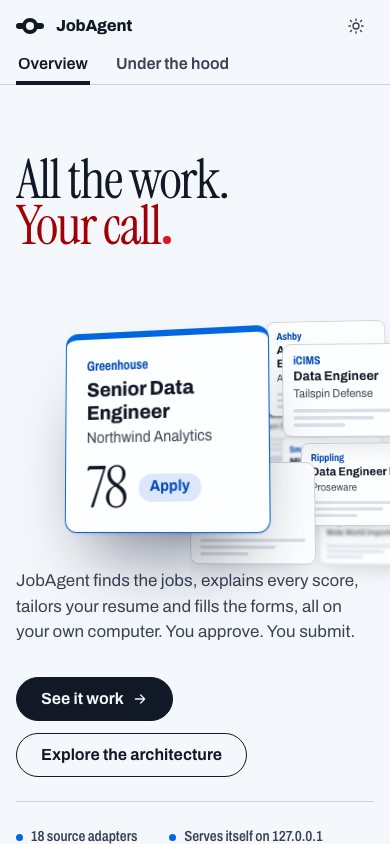 JobAgent
Overview
Under the hood
All the work.
Your call.
Greenhouse
Senior Data
Engineer
Northwind Analytics
78
Apply
Ashby
iCIMS
Data Engineer
Tailspin Defense
Rippling
Data Engineer
Proseware
JobAgent finds the jobs, explains every score,
tailors your resume and fills the forms, all on
your own computer. You approve. You submit.
See it work →
Explore the architecture
18 source adapters
Serves itself on 127.0.0.1